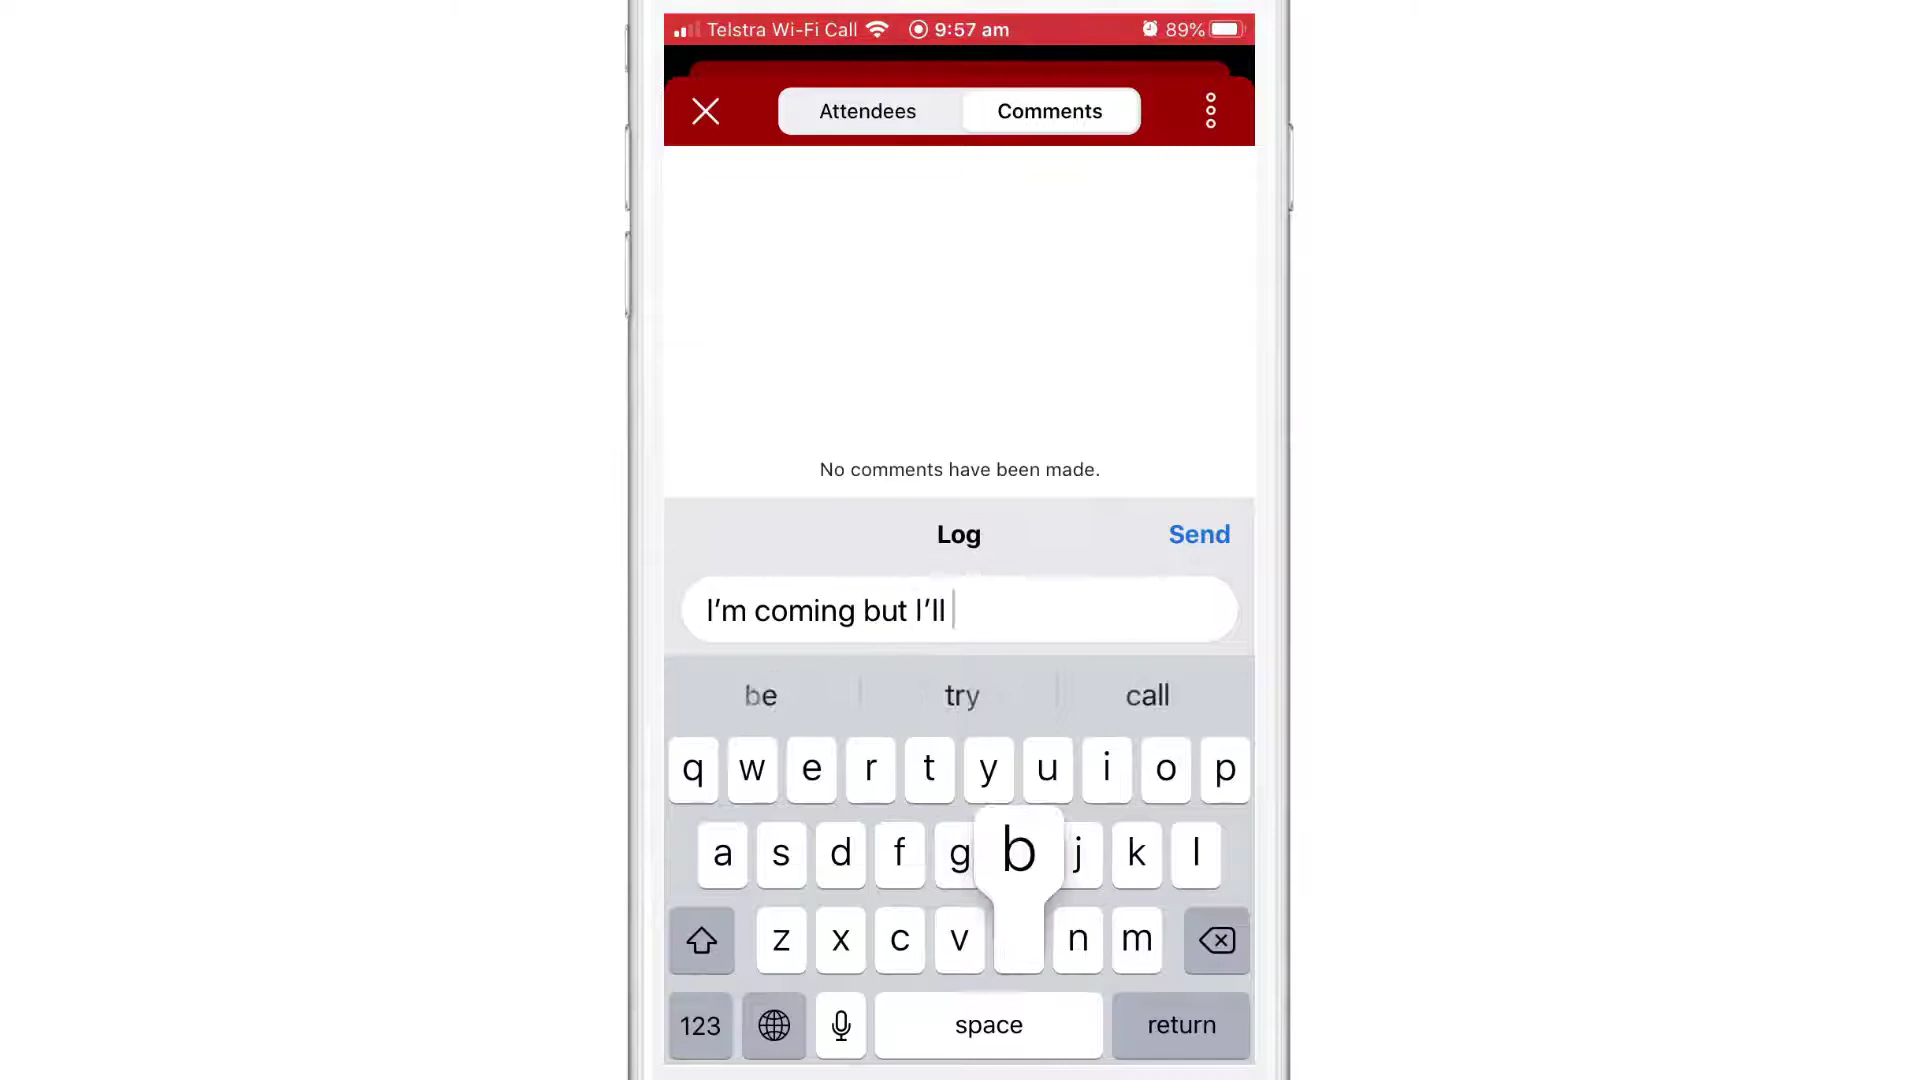 Telstra Wi-Fi Call 9:57 am 89%
Attendees Comments
No comments have been made.
Log Send
I’m coming but I’ll
be try call
q w e r t y u i o p
a s d f g b j k l
z x c v n m
123 space return